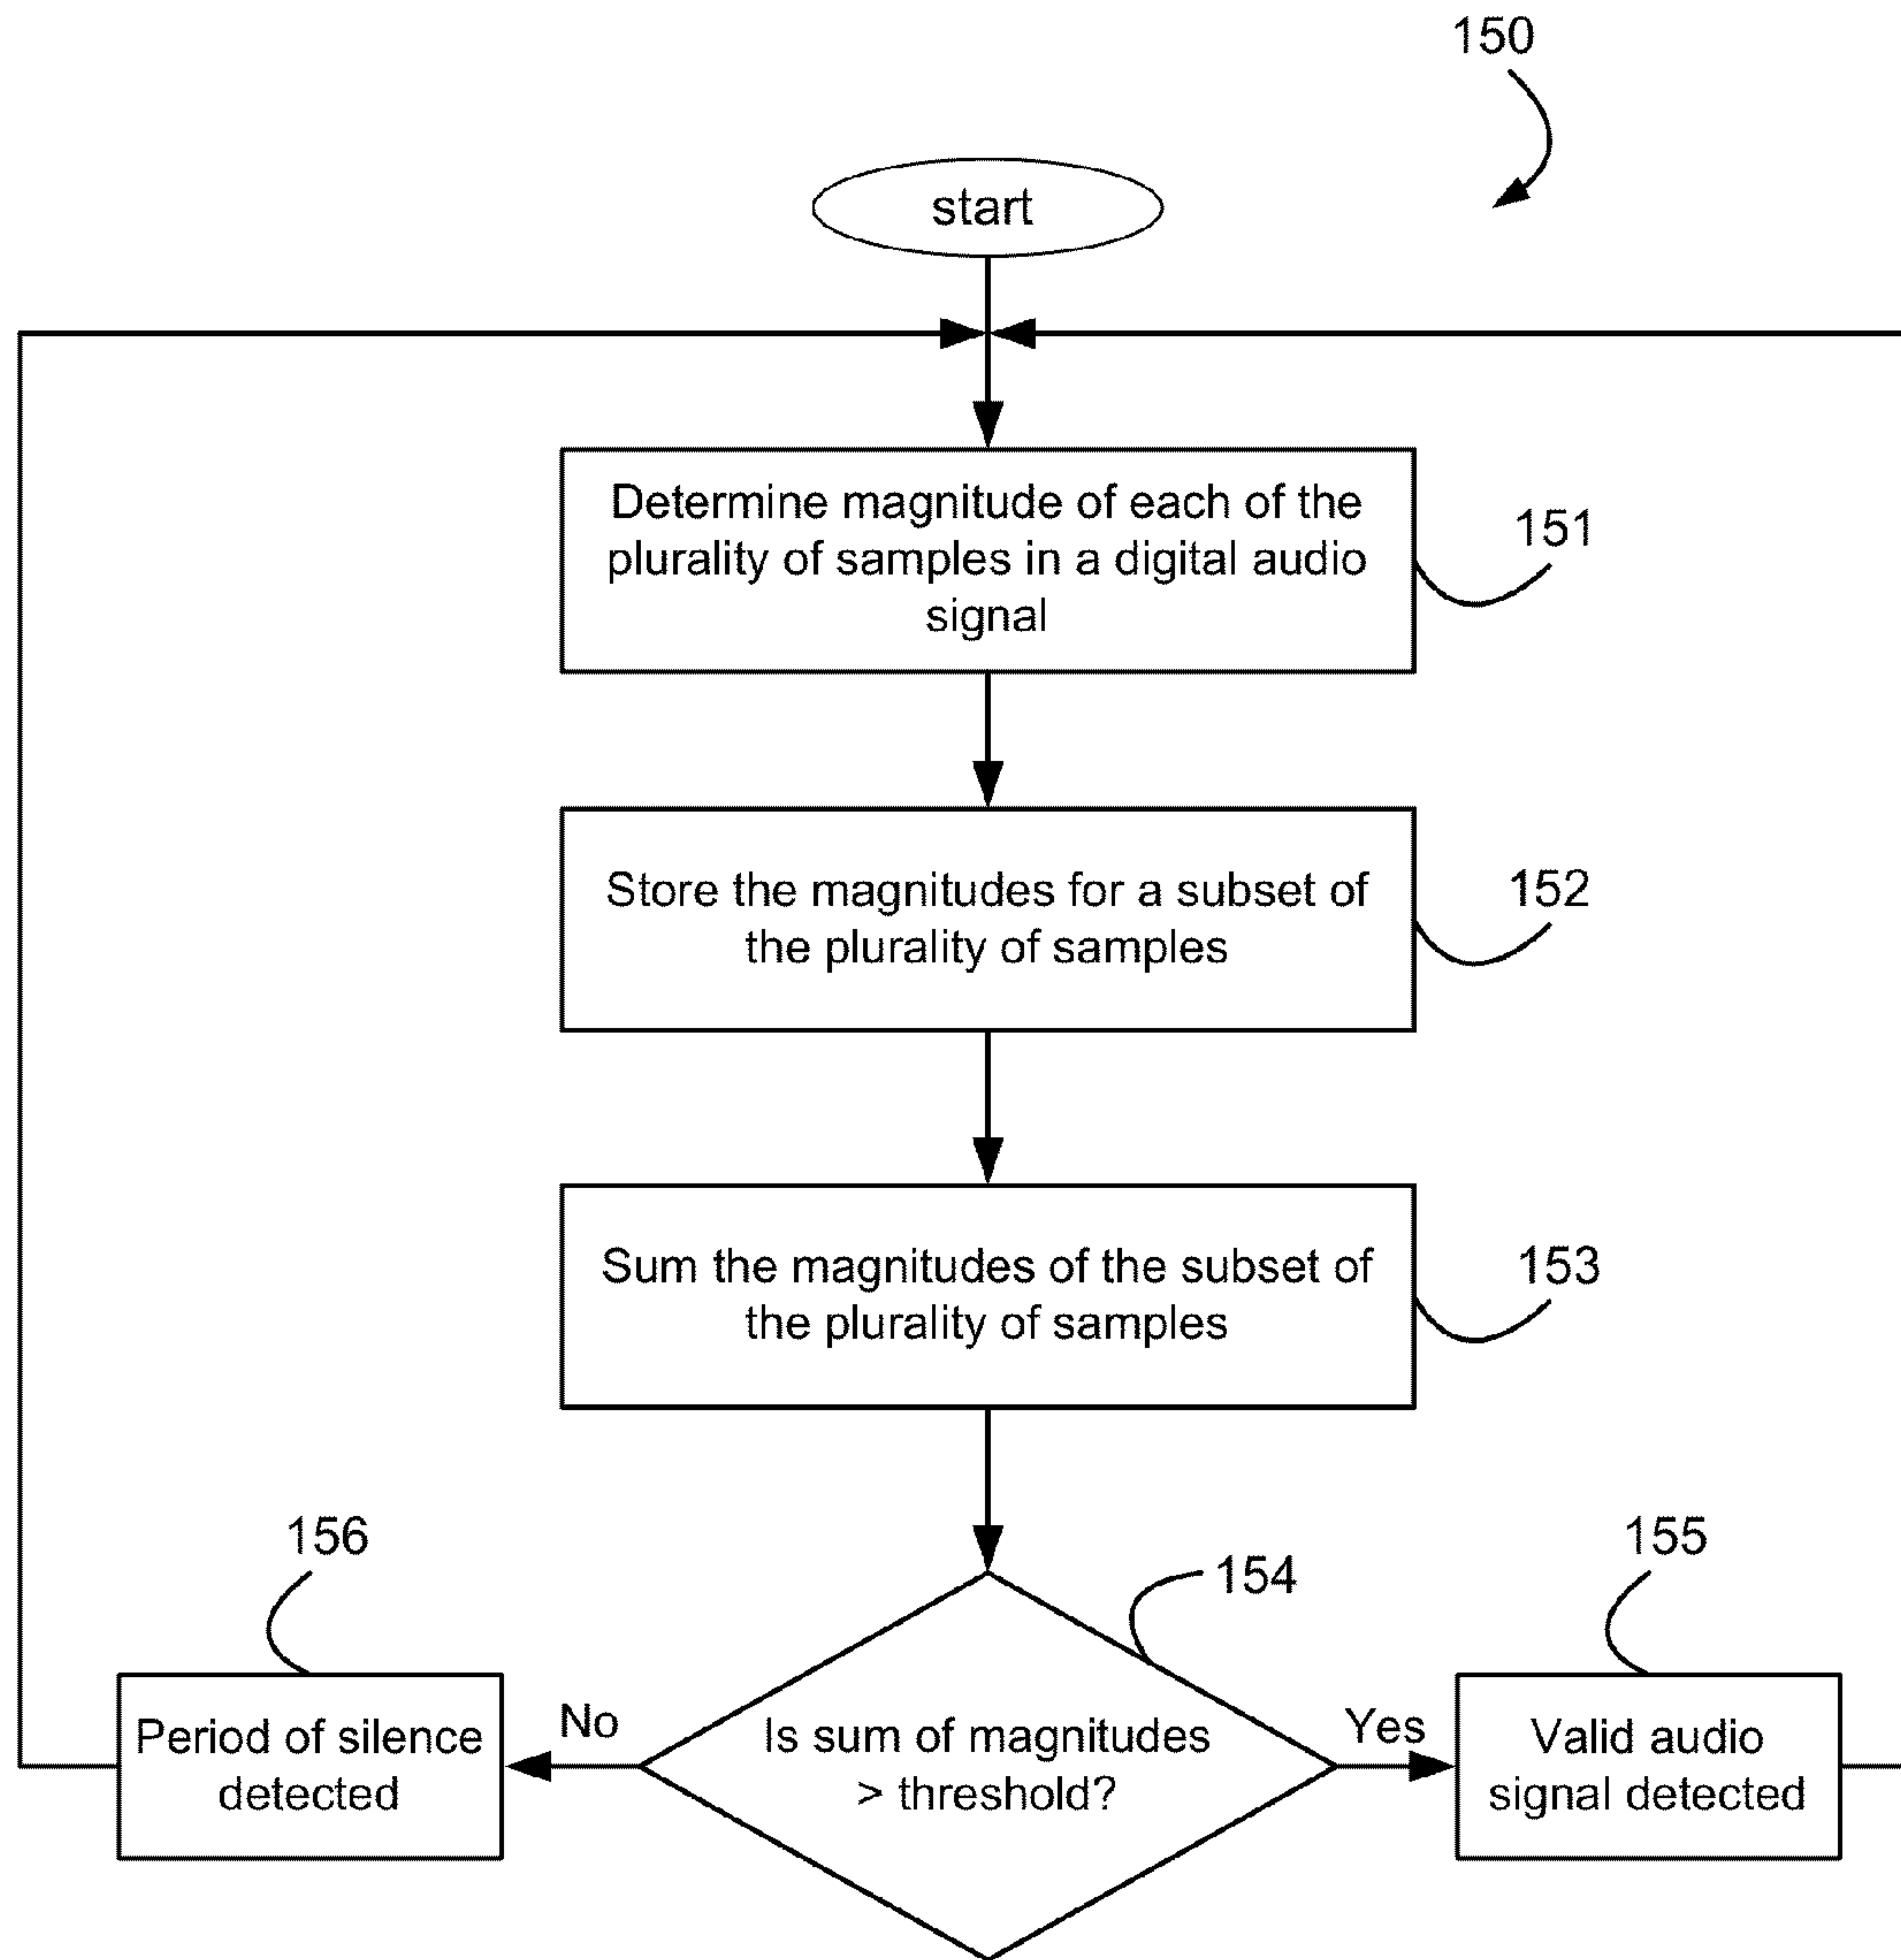 150
start
Determine magnitude of each of the
plurality of samples in a digital audio
signal
151
Store the magnitudes for a subset of
the plurality of samples
152
Sum the magnitudes of the subset of
the plurality of samples
153
156
154
155
Period of silence
detected
No
Is sum of magnitudes
> threshold?
Yes
Valid audio
signal detected